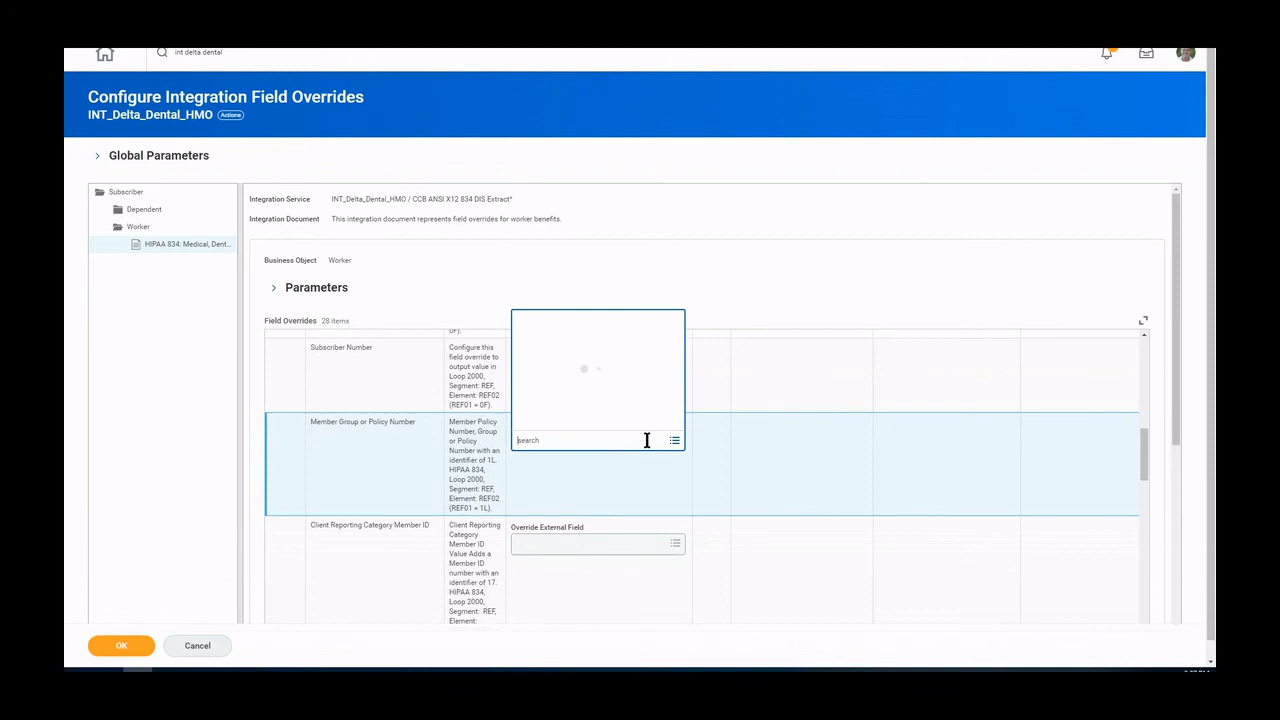 int delta dental
Configure Integration Field Overrides
INT_Delta_Dental_HMO Actions
Global Parameters
Subscriber
Dependent
Worker
HIPAA 834: Medical, Dent...
Integration Service INT_Delta_Dental_HMO / CCB ANSI X12 834 DIS Extract*
Integration Document This integration document represents field overrides for worker benefits.
Business Object Worker
Parameters
Field Overrides 28 items
0F).
Subscriber Number
Configure this
field override to
output value in
Loop 2000,
Segment: REF,
Element: REF02
(REF01 = 0F).
Member Group or Policy Number
Member Policy
Number, Group
or Policy
Number with an
identifier of 1L.
HIPAA 834,
Loop 2000,
Segment: REF,
Element: REF02
(REF01 = 1L).
search
Client Reporting Category Member ID
Client Reporting
Category
Member ID
Value Adds a
Member ID
number with an
identifier of 17.
HIPAA 834,
Loop 2000,
Segment: REF,
Element:
Override External Field
OK
Cancel